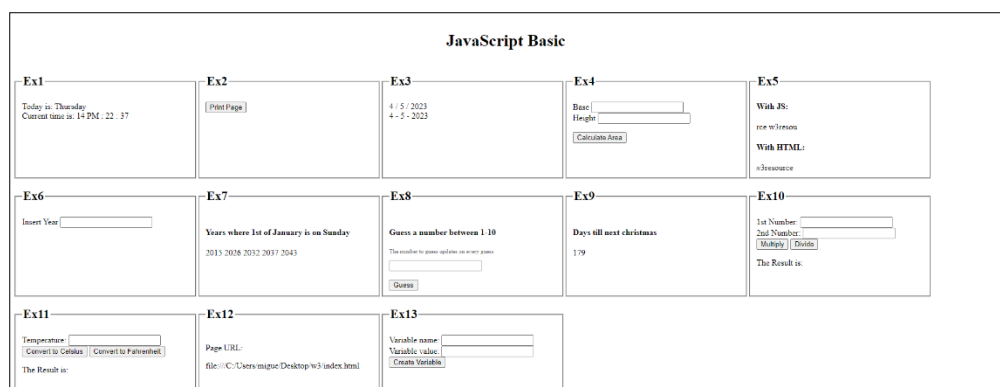 JavaScript Basic
Ex1
Today is: Thursday
Current time is: 14 PM : 22 : 37
Ex2
Print Page
Ex3
4 / 5 / 2023
4 - 5 - 2023
Ex4
Base
Height
Calculate Area
Ex5
With JS:
rce w3resou
With HTML:
w3resource
Ex6
Insert Year
Ex7
Years where 1st of January is on Sunday
2015 2026 2032 2037 2043
Ex8
Guess a number between 1-10
The number to guess updates on every guess
Guess
Ex9
Days till next christmas
179
Ex10
1st Number:
2nd Number:
Multiply Divide
The Result is:
Ex11
Temperature:
Convert to Celsius Convert to Fahrenheit
The Result is:
Ex12
Page URL:
file:///C:/Users/migue/Desktop/w3/index.html
Ex13
Variable name:
Variable value:
Create Variable